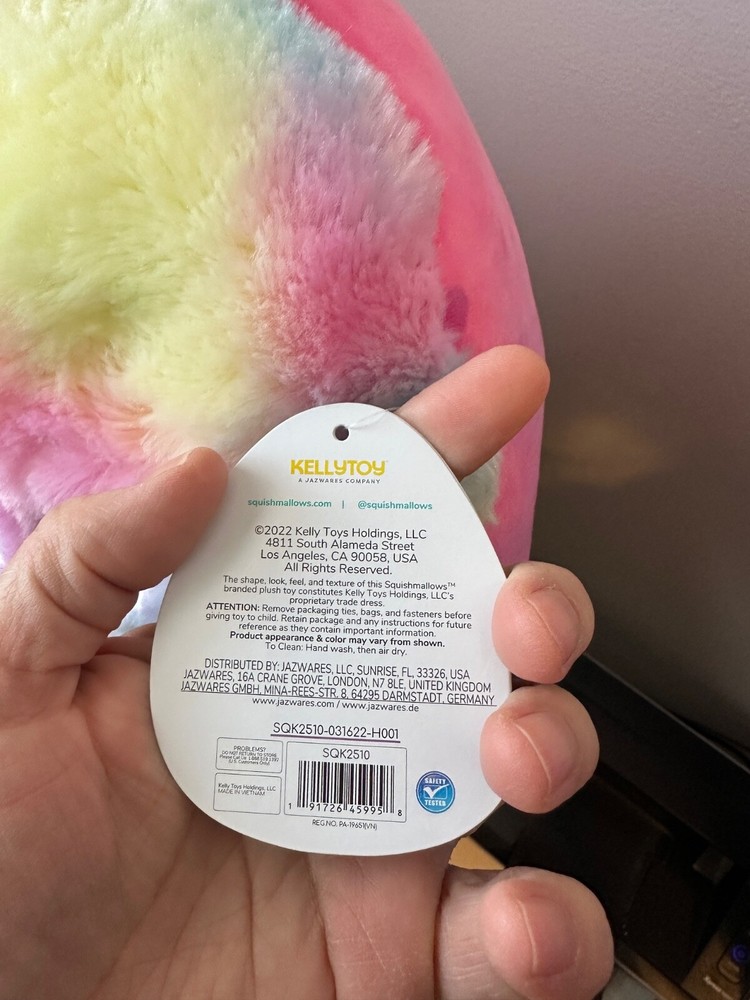 KELLYTOY
A JAZWARES COMPANY
squishmallows.com | @squishmallows
©2022 Kelly Toys Holdings, LLC
4811 South Alameda Street
Los Angeles, CA 90058, USA
All Rights Reserved.
The shape, look, feel, and texture of this Squishmallows™
branded plush toy constitutes Kelly Toys Holdings, LLC's
proprietary trade dress.
ATTENTION: Remove packaging ties, bags, and fasteners before
giving toy to child. Retain package and any instructions for future
reference as they contain important information.
Product appearance & color may vary from shown.
To Clean: Hand wash, then air dry.
DISTRIBUTED BY: JAZWARES, LLC, SUNRISE, FL, 33326, USA
JAZWARES, 16A CRANE GROVE, LONDON, N7 8LE, UNITED KINGDOM
JAZWARES GMBH, MINA-REES-STR. 8, 64295 DARMSTADT, GERMANY
www.jazwares.com / www.jazwares.de
SQK2510-031622-H001
PROBLEMS?
DO NOT RETURN TO STORE
Please Call Us
(U.S. Customers Only)
Kelly Toys Holdings, LLC
MADE IN VIETNAM
SQK2510
1 91726 45995 8
SAFETY
TESTED
REG.NO. PA-19651(VN)